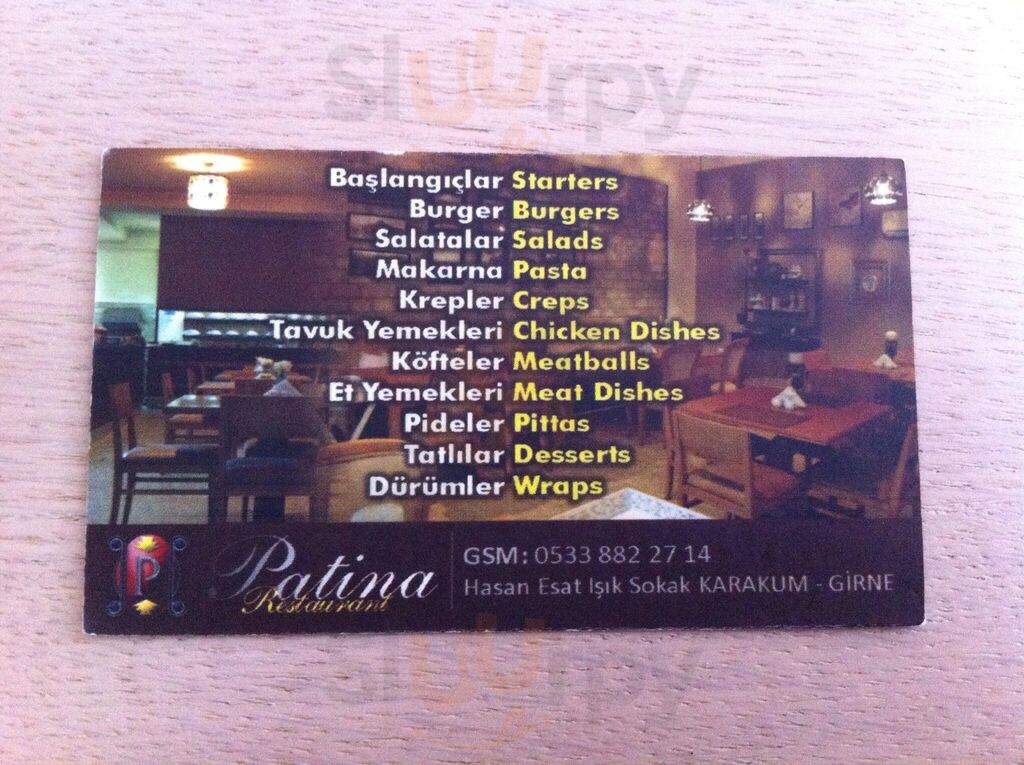 Sluurpy
Başlangıçlar Starters
Burger Burgers
Salatalar Salads
Makarna Pasta
Krepler Creps
Tavuk Yemekleri Chicken Dishes
Köfteler Meatballs
Et Yemekleri Meat Dishes
Pideler Pittas
Tatlılar Desserts
Dürümler Wraps
P
Patina
Restaurant
GSM: 0533 882 27 14
Hasan Esat Işık Sokak KARAKUM - GİRNE
Sluurpy